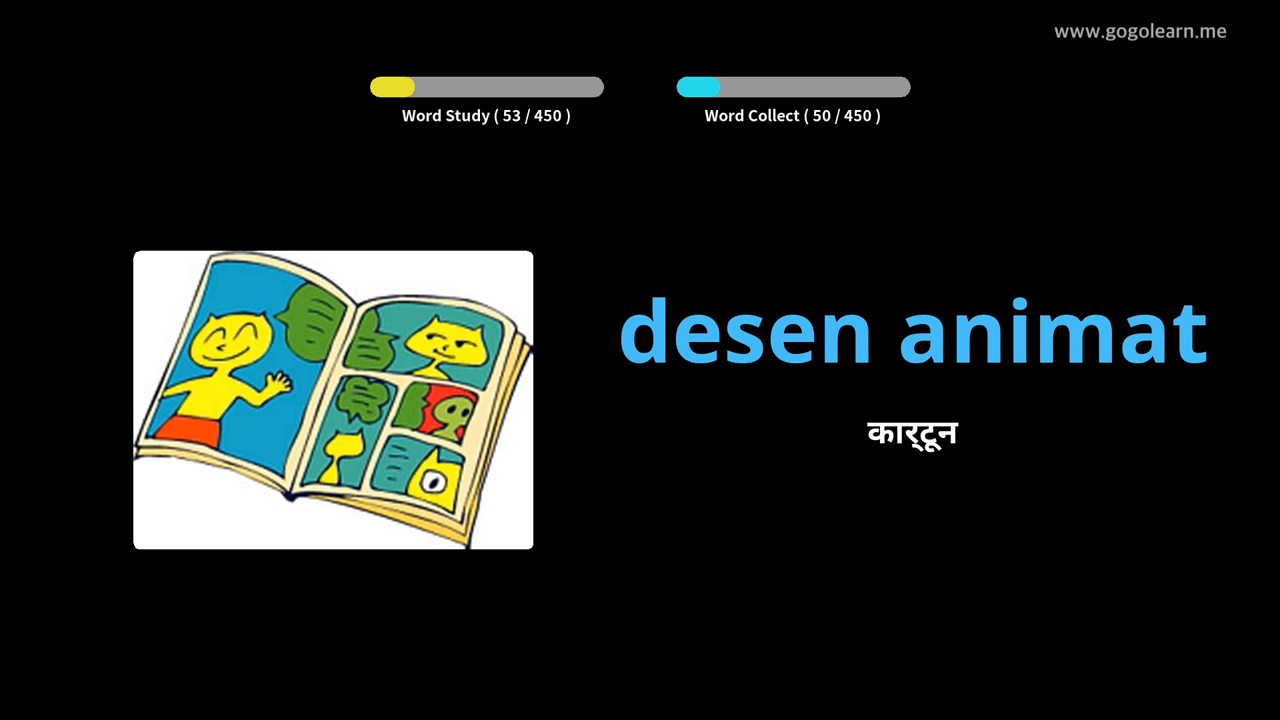 www.gogolearn.me
Word Study ( 53 / 450 )
Word Collect ( 50 / 450 )
desen animat
कार्‍टून